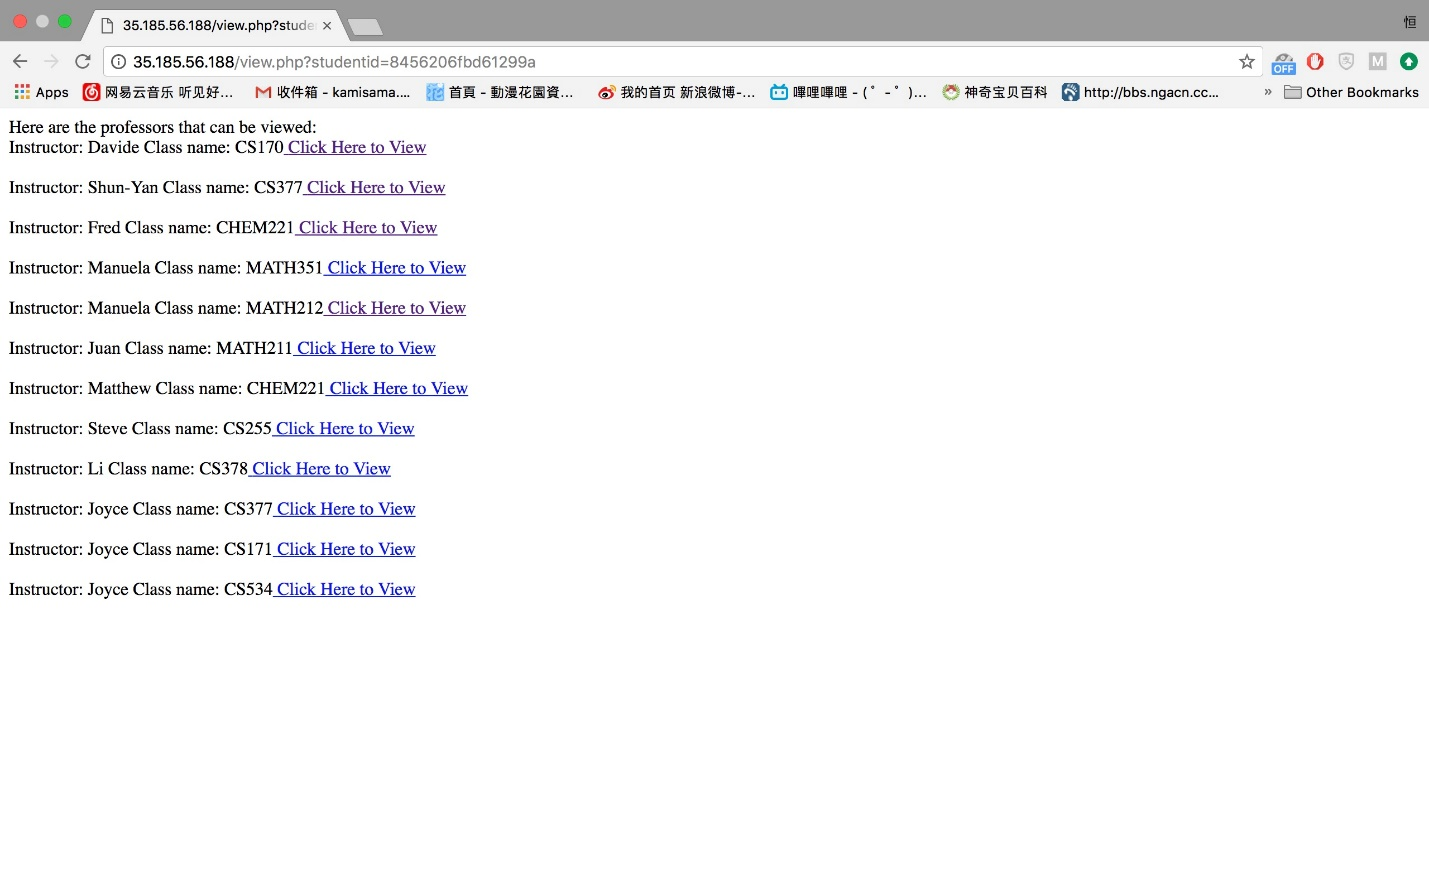 35.185.56.188/view.php?stude
恒
35.185.56.188/view.php?studentid=8456206fbd61299a
OFF
M
Apps 网易云音乐 听见好... 收件箱 - kamisama.... 首頁 - 動漫花園資... 我的首页 新浪微博-... 嗶哩嗶哩 - ( ゜- ゜)... 神奇宝贝百科 http://bbs.ngacn.cc... » Other Bookmarks
Here are the professors that can be viewed:
Instructor: Davide Class name: CS170 Click Here to View
Instructor: Shun-Yan Class name: CS377 Click Here to View
Instructor: Fred Class name: CHEM221 Click Here to View
Instructor: Manuela Class name: MATH351 Click Here to View
Instructor: Manuela Class name: MATH212 Click Here to View
Instructor: Juan Class name: MATH211 Click Here to View
Instructor: Matthew Class name: CHEM221 Click Here to View
Instructor: Steve Class name: CS255 Click Here to View
Instructor: Li Class name: CS378 Click Here to View
Instructor: Joyce Class name: CS377 Click Here to View
Instructor: Joyce Class name: CS171 Click Here to View
Instructor: Joyce Class name: CS534 Click Here to View